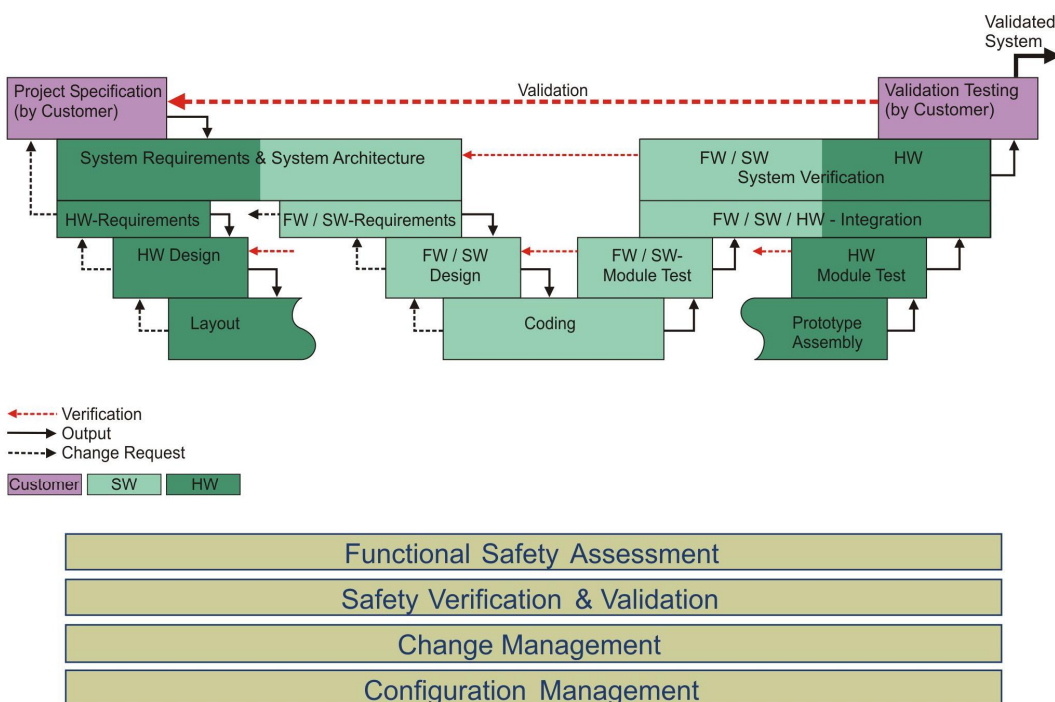 Validated
System
Project Specification
(by Customer)
Validation
Validation Testing
(by Customer)
System Requirements & System Architecture
FW / SW
HW
System Verification
HW-Requirements
FW / SW-Requirements
FW / SW / HW - Integration
HW Design
FW / SW
Design
FW / SW-
Module Test
HW
Module Test
Layout
Coding
Prototype
Assembly
Verification
Output
Change Request
Customer
SW
HW
Functional Safety Assessment
Safety Verification & Validation
Change Management
Configuration Management